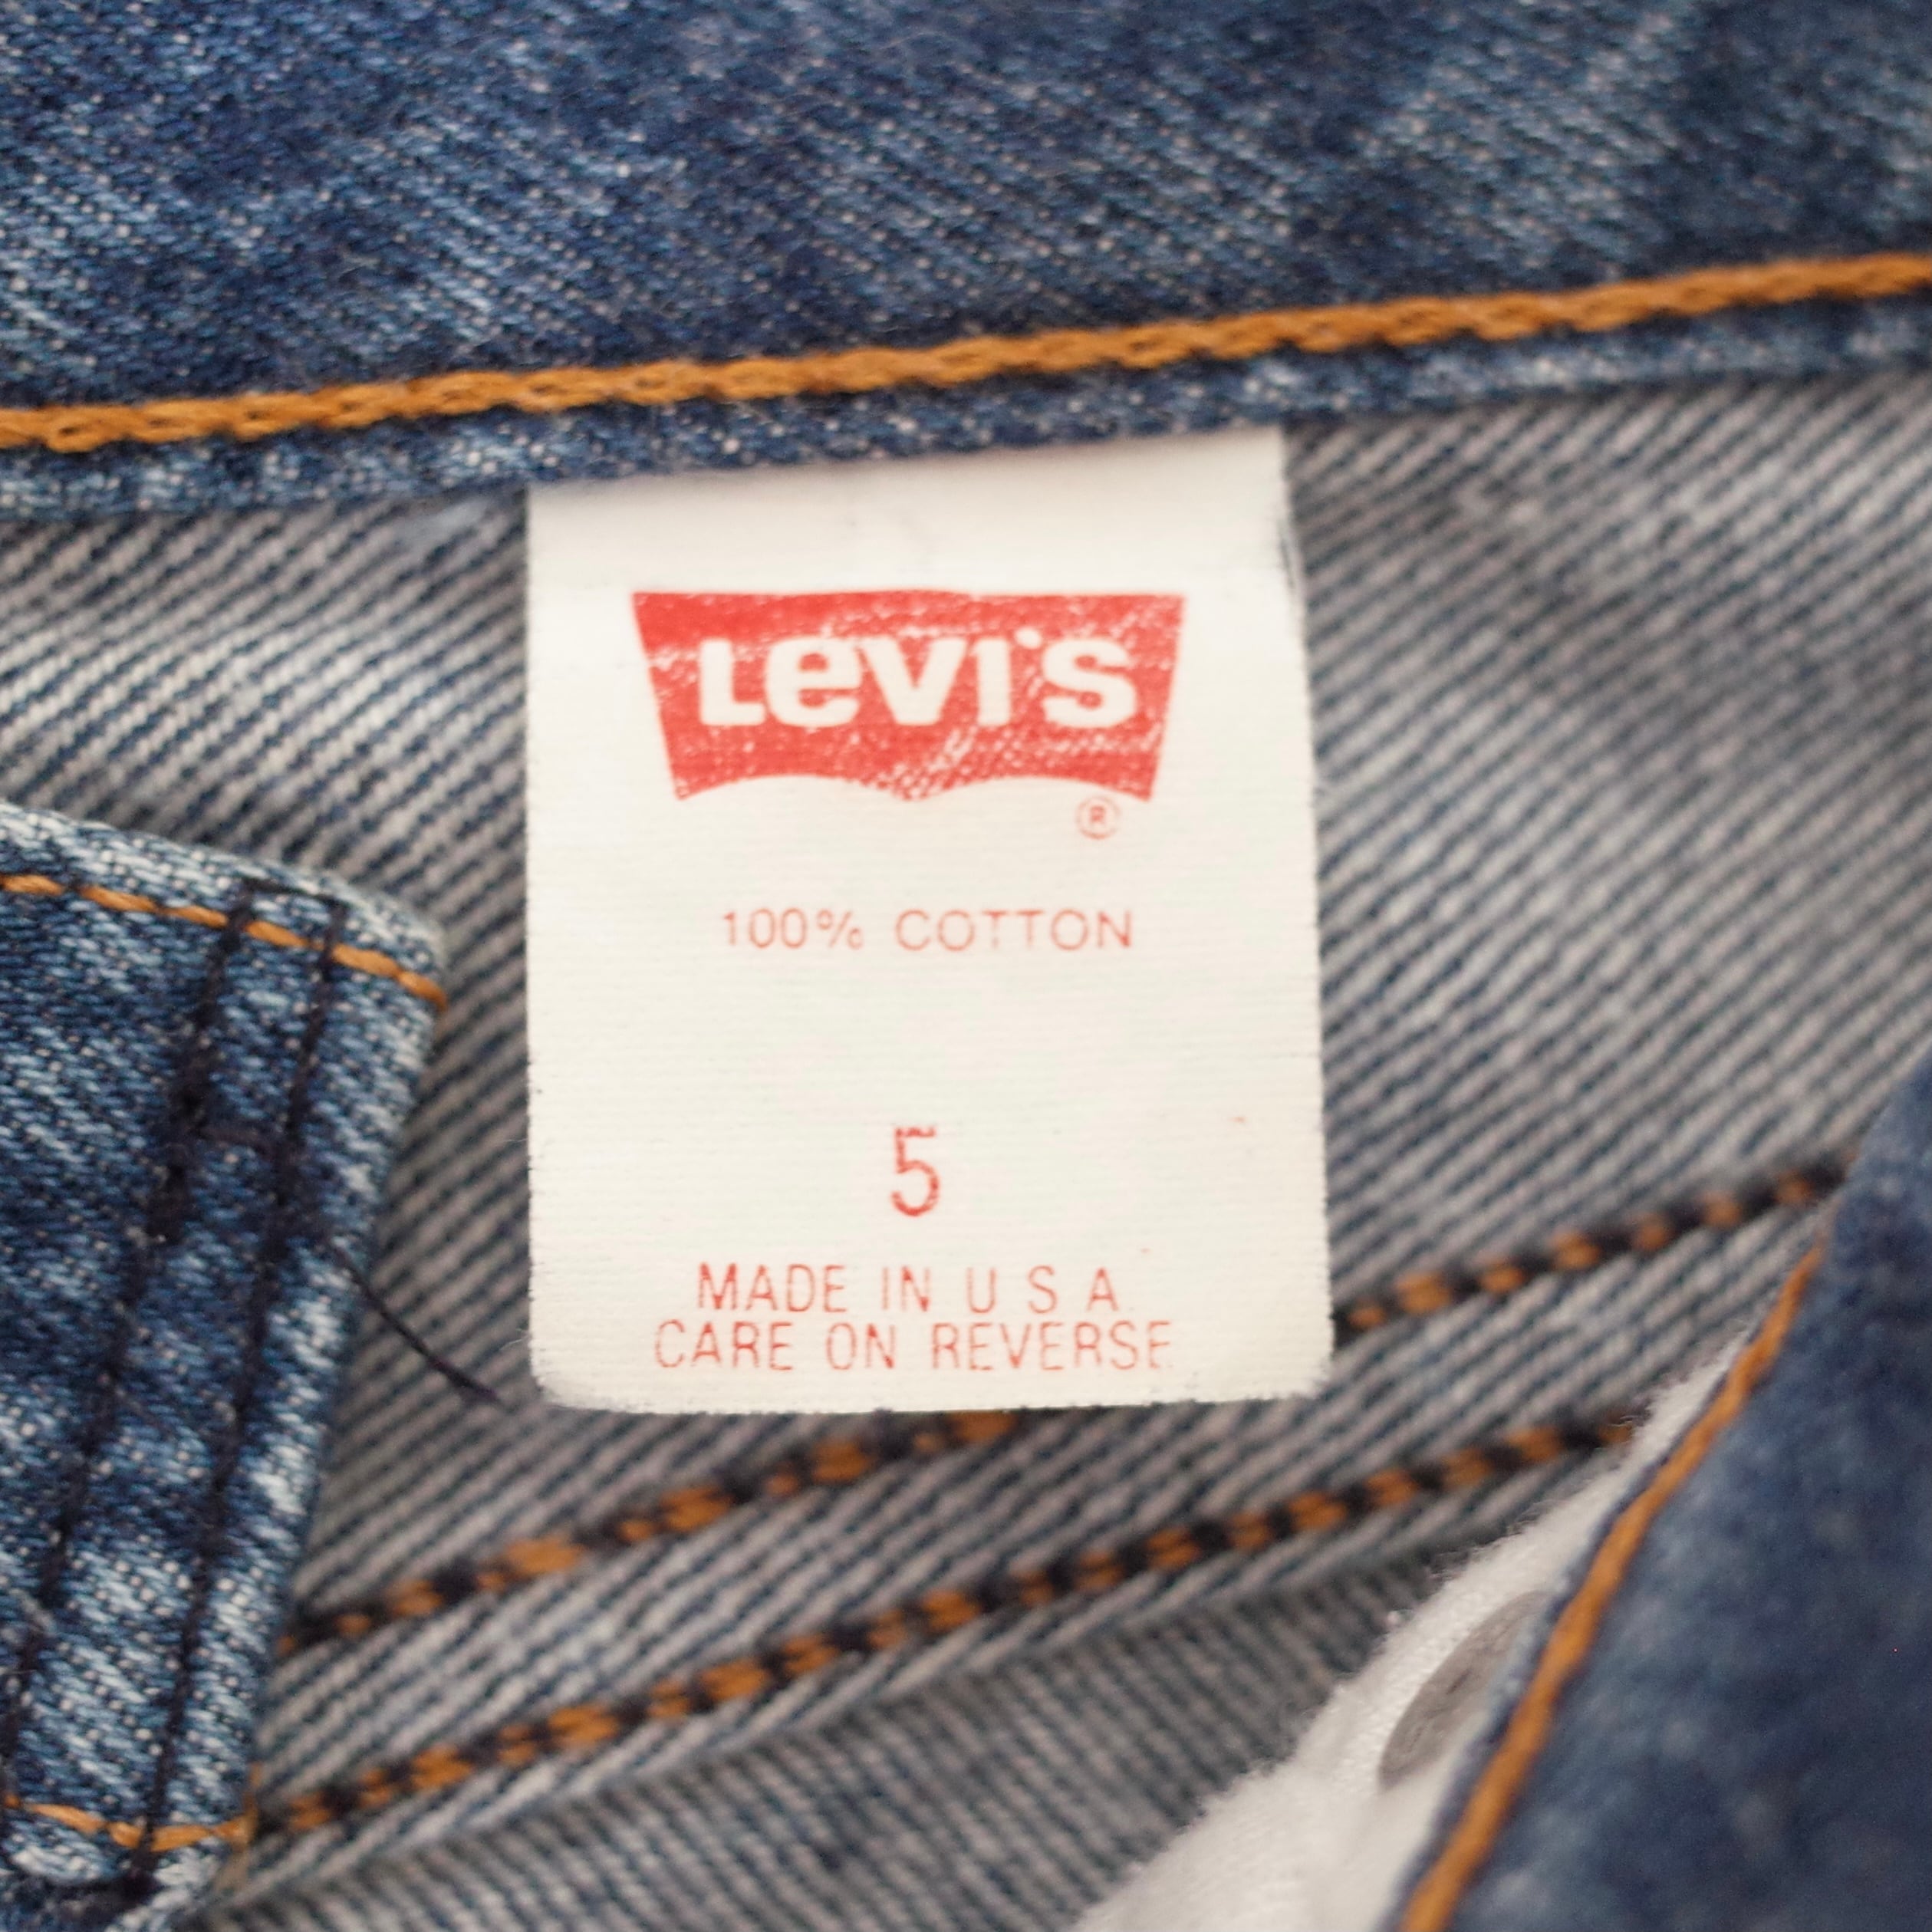 LEVI'S
®
100% COTTON
5
MADE IN U S A
CARE ON REVERSE